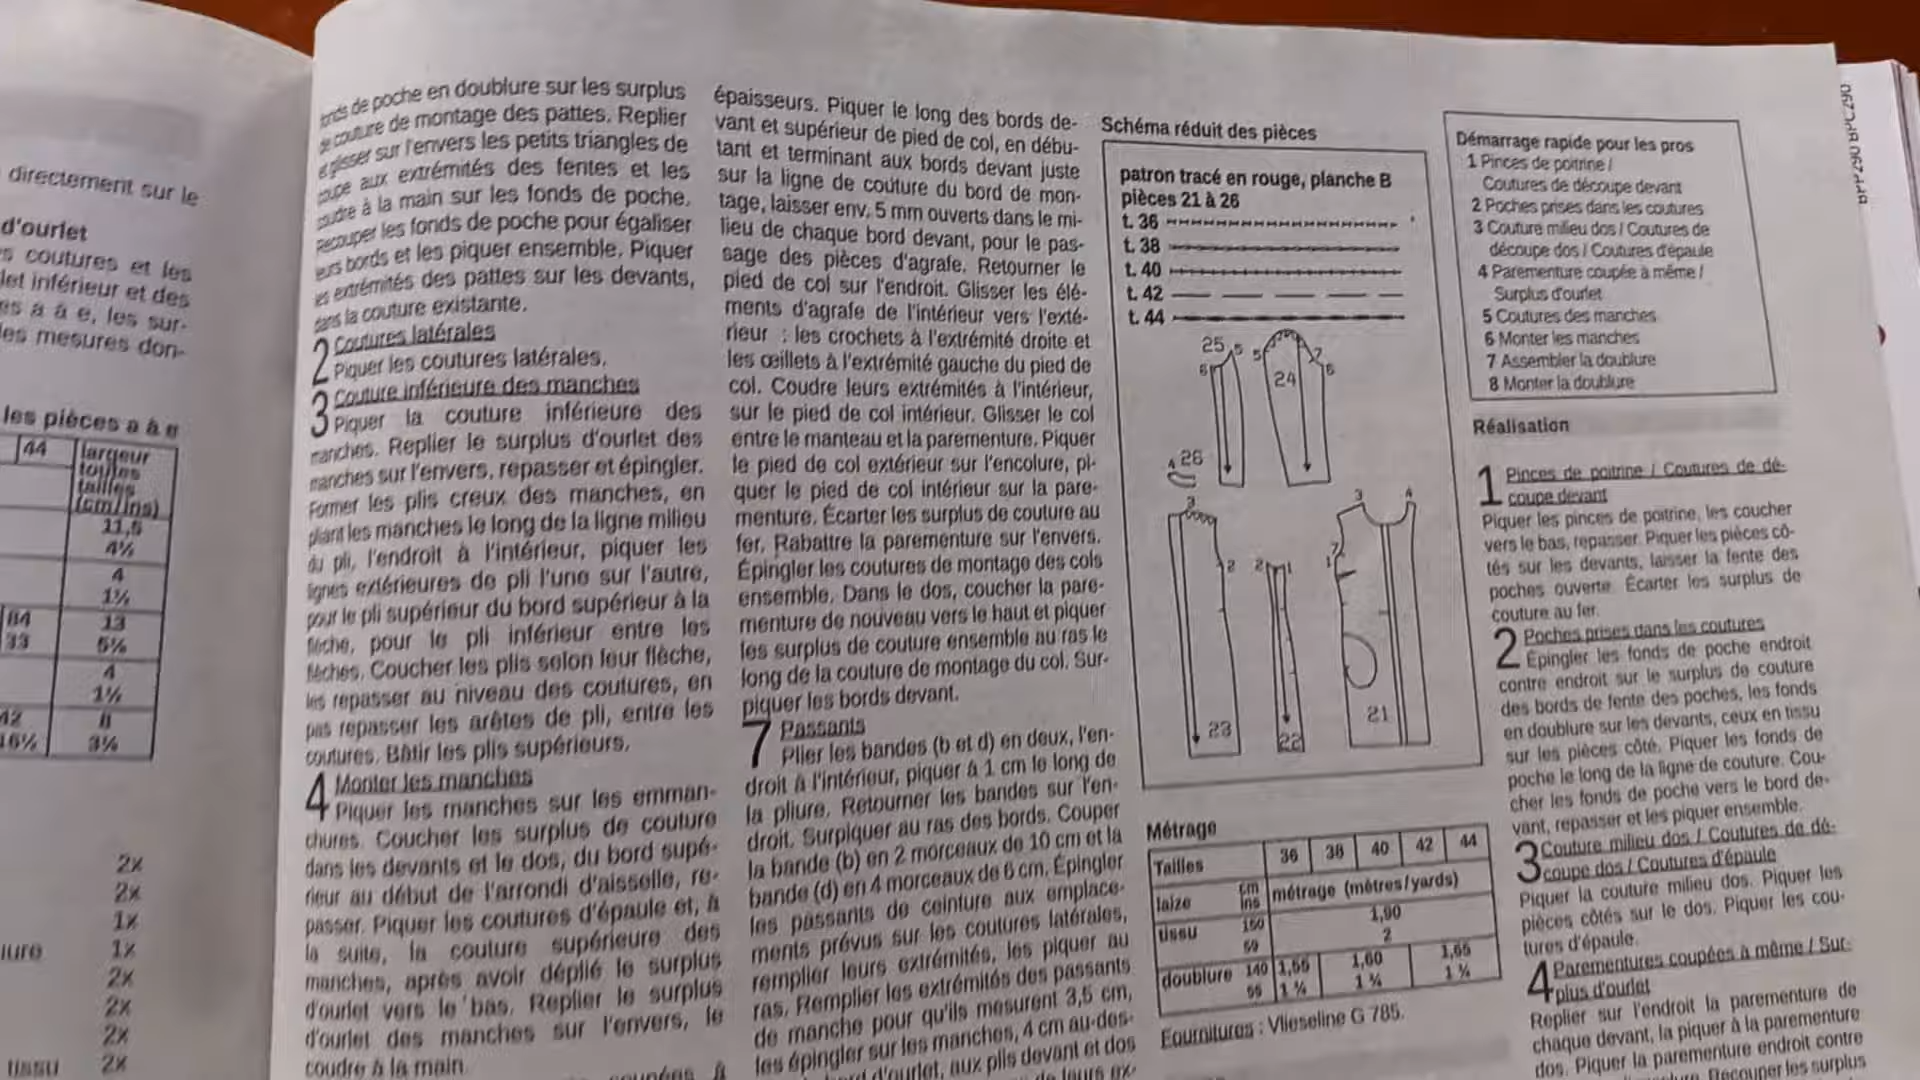 directement sur le
d'ourlet
coutures et les
let inférieur et des
es a à e, les sur-
les mesures don-
les pièces a à e
44 largeur
toutes
tailles
(cm/ins)
11,5
4½
4
1½
84 13
33 5⅛
4
1½
42 8
16½ 3⅛
2x
2x
1x
1x
2x
2x
2x
tissu 2x
de poche en doublure sur les surplus
couture de montage des pattes. Replier
glisser sur l'envers les petits triangles de
coupe aux extrémités des fentes et les
coudre à la main sur les fonds de poche.
Recouper les fonds de poche pour égaliser
leurs bords et les piquer ensemble. Piquer
les extrémités des pattes sur les devants,
dans la couture existante.
2 Coutures latérales
Piquer les coutures latérales.
3 Couture inférieure des manches
Piquer la couture inférieure des
manches. Replier le surplus d'ourlet des
manches sur l'envers, repasser et épingler.
Former les plis creux des manches, en
pliant les manches le long de la ligne milieu
du pli, l'endroit à l'intérieur, piquer les
lignes extérieures de pli l'une sur l'autre,
pour le pli supérieur du bord supérieur à la
flèche, pour le pli inférieur entre les
flèches. Coucher les plis selon leur flèche,
les repasser au niveau des coutures, en
pas repasser les arêtes de pli, entre les
coutures. Bâtir les plis supérieurs.
4 Monter les manches
Piquer les manches sur les emman-
chures. Coucher les surplus de couture
dans les devants et le dos, du bord supé-
rieur au début de l'arrondi d'aisselle, re-
passer. Piquer les coutures d'épaule et, à
la suite, la couture supérieure des
manches, après avoir déplié le surplus
d'ourlet vers le bas. Replier le surplus
d'ourlet des manches sur l'envers, le
coudre à la main
épaisseurs. Piquer le long des bords de-
vant et supérieur de pied de col, en débu-
tant et terminant aux bords devant juste
sur la ligne de couture du bord de mon-
tage, laisser env. 5 mm ouverts dans le mi-
lieu de chaque bord devant, pour le pas-
sage des pièces d'agrafe. Retourner le
pied de col sur l'endroit. Glisser les élé-
ments d'agrafe de l'intérieur vers l'exté-
rieur : les crochets à l'extrémité droite et
les œillets à l'extrémité gauche du pied de
col. Coudre leurs extrémités à l'intérieur,
sur le pied de col intérieur. Glisser le col
entre le manteau et la parementure. Piquer
le pied de col extérieur sur l'encolure, pi-
quer le pied de col intérieur sur la pare-
menture. Écarter les surplus de couture au
fer. Rabattre la parementure sur l'envers.
Épingler les coutures de montage des cols
ensemble. Dans le dos, coucher la pare-
menture de nouveau vers le haut et piquer
les surplus de couture ensemble au ras le
long de la couture de montage du col. Sur-
piquer les bords devant.
7 Passants
Plier les bandes (b et d) en deux, l'en-
droit à l'intérieur, piquer à 1 cm le long de
la pliure. Retourner les bandes sur l'en-
droit. Surpiquer au ras des bords. Couper
la bande (b) en 2 morceaux de 10 cm et la
bande (d) en 4 morceaux de 6 cm. Épingler
les passants de ceinture aux emplace-
ments prévus sur les coutures latérales,
remplier leurs extrémités, les piquer au
ras. Remplier les extrémités des passants
de manche pour qu'ils mesurent 3,5 cm,
les épingler sur les manches, 4 cm au-des-
d'ourlet, aux plis devant et dos
Schéma réduit des pièces
patron tracé en rouge, planche B
pièces 21 à 26
t. 36
t. 38
t. 40
t. 42
t. 44
25 5 5 7
6 24 6
4 26
3 3 4
2 2 1 1 7
23 22 21
Métrage
Tailles 36 38 40 42 44
laize cm
ins métrage (mètres/yards)
tissu 150 1,90
59 2
doublure 140 1,55 1,60 1,65
55 1¾ 1¾ 1¾
Fournitures : Vlieseline G 785.
Démarrage rapide pour les pros
1 Pinces de poitrine /
Coutures de découpe devant
2 Poches prises dans les coutures
3 Couture milieu dos / Coutures de
découpe dos / Coutures d'épaule
4 Parementure coupée à même /
Surplus d'ourlet
5 Coutures des manches
6 Monter les manches
7 Assembler la doublure
8 Monter la doublure
Réalisation
1 Pinces de poitrine / Coutures de dé-
coupe devant
Piquer les pinces de poitrine, les coucher
vers le bas, repasser. Piquer les pièces cô-
tés sur les devants, laisser la fente des
poches ouverte. Écarter les surplus de
couture au fer.
2 Poches prises dans les coutures
Épingler les fonds de poche endroit
contre endroit sur le surplus de couture
des bords de fente des poches, les fonds
en doublure sur les devants, ceux en tissu
sur les pièces côté. Piquer les fonds de
poche le long de la ligne de couture. Cou-
cher les fonds de poche vers le bord de-
vant, repasser et les piquer ensemble.
3 Couture milieu dos / Coutures de dé-
coupe dos / Coutures d'épaule
Piquer la couture milieu dos. Piquer les
pièces côtés sur le dos. Piquer les cou-
tures d'épaule.
4 Parementures coupées à même / Sur-
plus d'ourlet
Replier sur l'endroit la parementure de
chaque devant, la piquer à la parementure
dos. Piquer la parementure endroit contre
Recouper les surplus